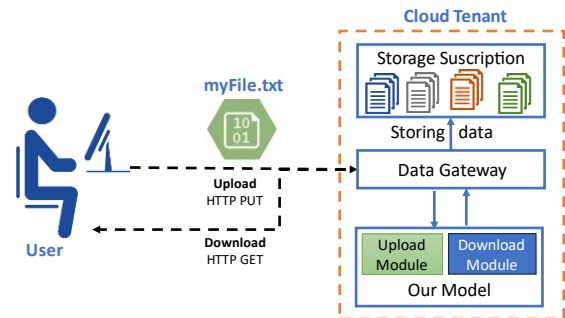 Cloud Tenant
Storage Suscription
myFile.txt
10
01
Storing data
Data Gateway
Upload
HTTP PUT
Download
HTTP GET
User
Upload
Module
Download
Module
Our Model